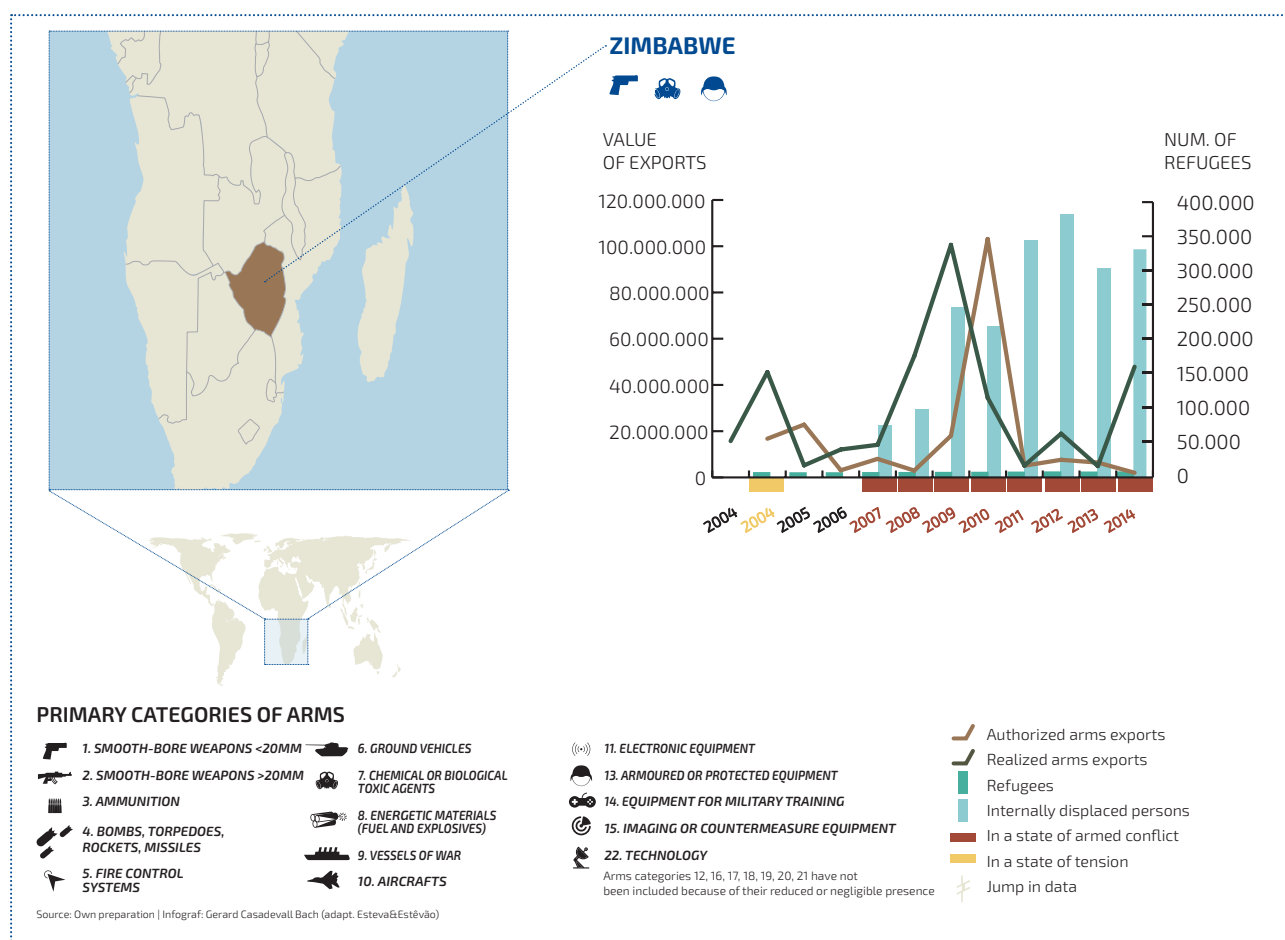 ZIMBABWE
VALUE
OF EXPORTS
NUM. OF
REFUGEES
120.000.000
100.000.000
80.000.000
60.000.000
40.000.000
20.000.000
0
400.000
350.000
300.000
250.000
200.000
150.000
100.000
50.000
0
2004
2004
2005
2006
2007
2008
2009
2010
2011
2012
2013
2014
PRIMARY CATEGORIES OF ARMS
1. SMOOTH-BORE WEAPONS <20MM
2. SMOOTH-BORE WEAPONS >20MM
3. AMMUNITION
4. BOMBS, TORPEDOES,
ROCKETS, MISSILES
5. FIRE CONTROL
SYSTEMS
6. GROUND VEHICLES
7. CHEMICAL OR BIOLOGICAL
TOXIC AGENTS
8. ENERGETIC MATERIALS
(FUEL AND EXPLOSIVES)
9. VESSELS OF WAR
10. AIRCRAFTS
11. ELECTRONIC EQUIPMENT
13. ARMOURED OR PROTECTED EQUIPMENT
14. EQUIPMENT FOR MILITARY TRAINING
15. IMAGING OR COUNTERMEASURE EQUIPMENT
22. TECHNOLOGY
Arms categories 12, 16, 17, 18, 19, 20, 21 have not
been included because of their reduced or negligible presence
Authorized arms exports
Realized arms exports
Refugees
Internally displaced persons
In a state of armed conflict
In a state of tension
Jump in data
Source: Own preparation | Infograf: Gerard Casadevall Bach (adapt. Esteva&Estêvão)